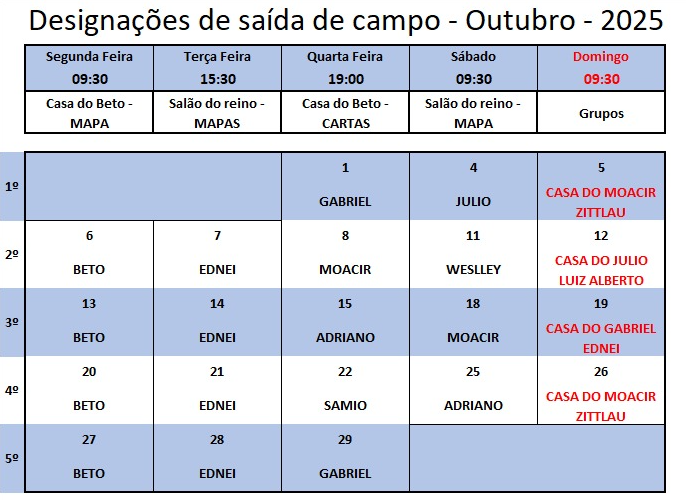 Designações de saída de campo - Outubro - 2025
Segunda Feira Terça Feira Quarta Feira Sábado Domingo
09:30 15:30 19:00 09:30 09:30
Casa do Beto - Salão do reino - Casa do Beto - Salão do reino - Grupos
MAPA MAPAS CARTAS MAPA
1º 1 4 5
GABRIEL JULIO CASA DO MOACIR
ZITTLAU
2º 6 7 8 11 12
BETO EDNEI MOACIR WESLLEY CASA DO JULIO
LUIZ ALBERTO
3º 13 14 15 18 19
BETO EDNEI ADRIANO MOACIR CASA DO GABRIEL
EDNEI
4º 20 21 22 25 26
BETO EDNEI SAMIO ADRIANO CASA DO MOACIR
ZITTLAU
5º 27 28 29
BETO EDNEI GABRIEL